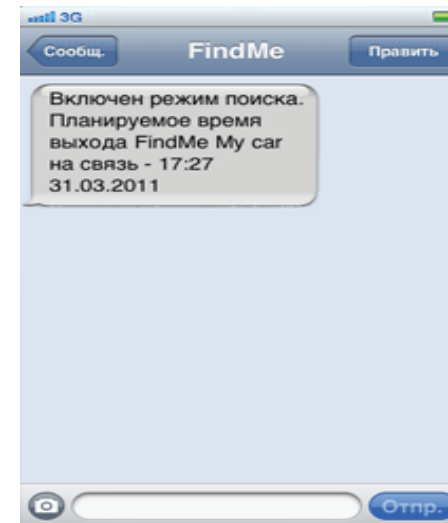 3G
Сообщ. FindMe Править
Включен режим поиска.
Планируемое время
выхода FindMe My car
на связь - 17:27
31.03.2011
Отпр.